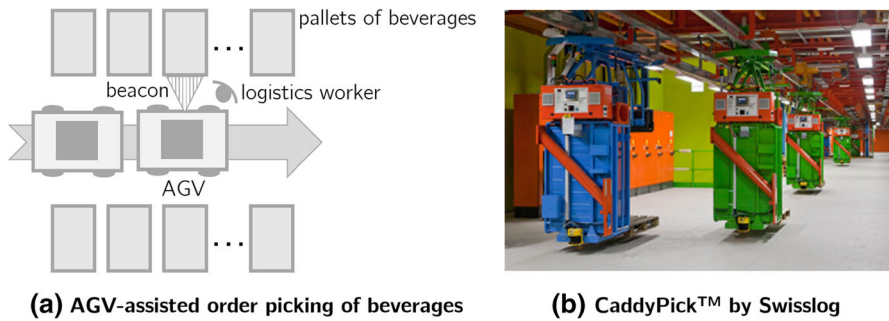 pallets of beverages
beacon
logistics worker
AGV
(a) AGV-assisted order picking of beverages
(b) CaddyPick™ by Swisslog